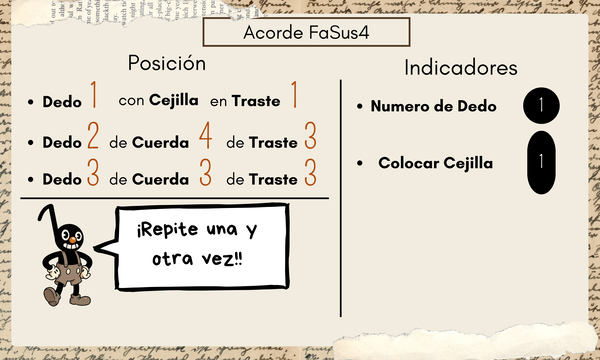 Acorde FaSus4
Posición
Dedo 1 con Cejilla en Traste 1
Dedo 2 de Cuerda 4 de Traste 3
Dedo 3 de Cuerda 3 de Traste 3
¡Repite una y
otra vez!!
Indicadores
Numero de Dedo 1
Colocar Cejilla 1